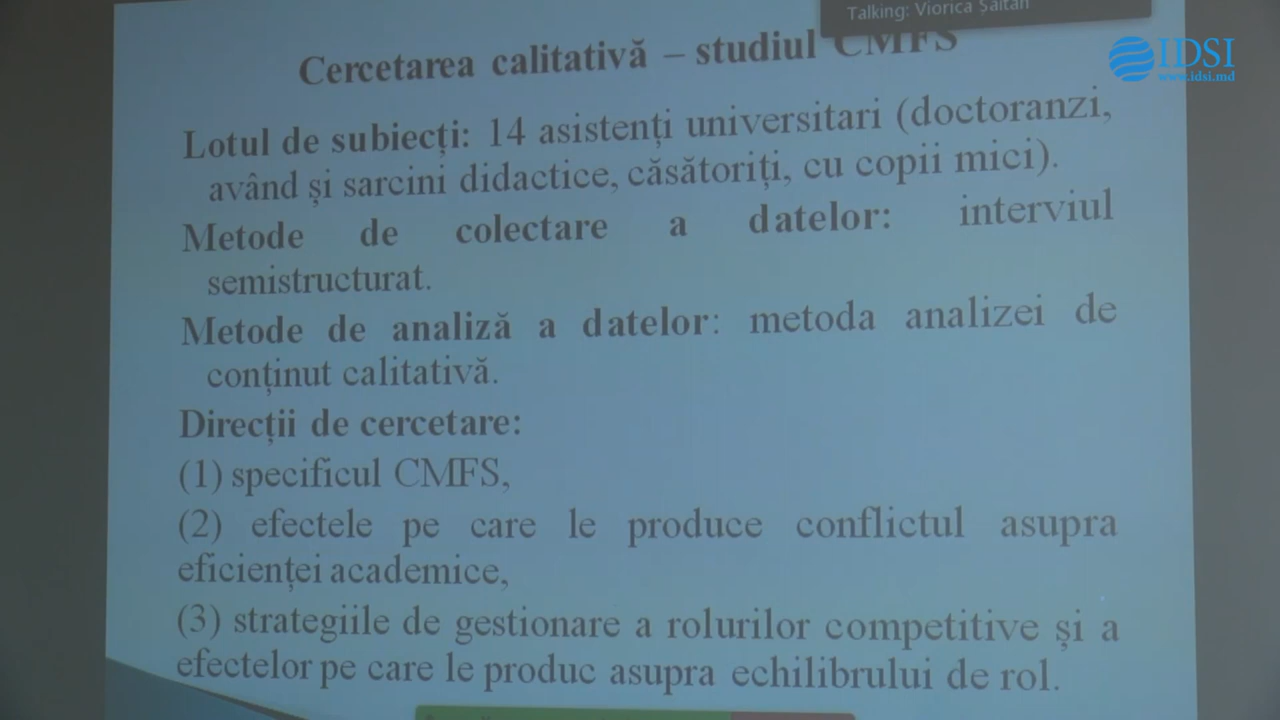 Talking: Viorica Șaltan
Cercetarea calitativă – studiul CMFS
IDSI
www.idsi.md
Lotul de subiecți: 14 asistenți universitari (doctoranzi,
având și sarcini didactice, căsătoriți, cu copii mici).
Metode de colectare a datelor: interviul
semistructurat.
Metode de analiză a datelor: metoda analizei de
conținut calitativă.
Direcții de cercetare:
(1) specificul CMFS,
(2) efectele pe care le produce conflictul asupra
eficienței academice,
(3) strategiile de gestionare a rolurilor competitive și a
efectelor pe care le produc asupra echilibrului de rol.